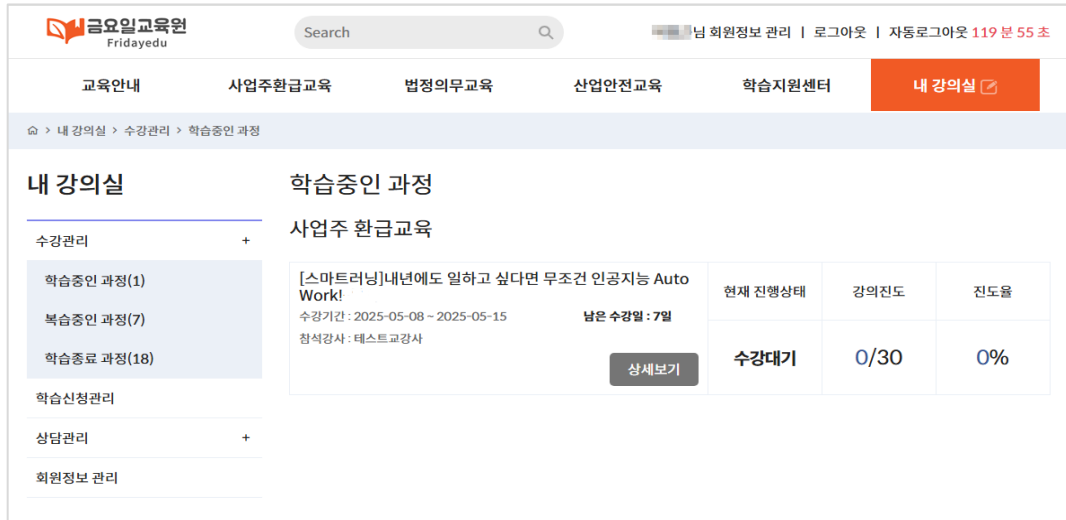 금요일교육원
Fridayedu
Search
님 회원정보 관리 | 로그아웃 | 자동로그아웃 119 분 55 초
교육안내 사업주환급교육 법정의무교육 산업안전교육 학습지원센터 내 강의실
내 강의실 > 수강관리 > 학습중인 과정
내 강의실
수강관리 +
학습중인 과정(1)
복습중인 과정(7)
학습종료 과정(18)
학습신청관리
상담관리 +
회원정보 관리
학습중인 과정
사업주 환급교육
[스마트러닝]내년에도 일하고 싶다면 무조건 인공지능 Auto
Work!
수강기간 : 2025-05-08 ~ 2025-05-15 남은 수강일 : 7일
참석강사 : 테스트교강사
상세보기
현재 진행상태 강의진도 진도율
수강대기 0/30 0%